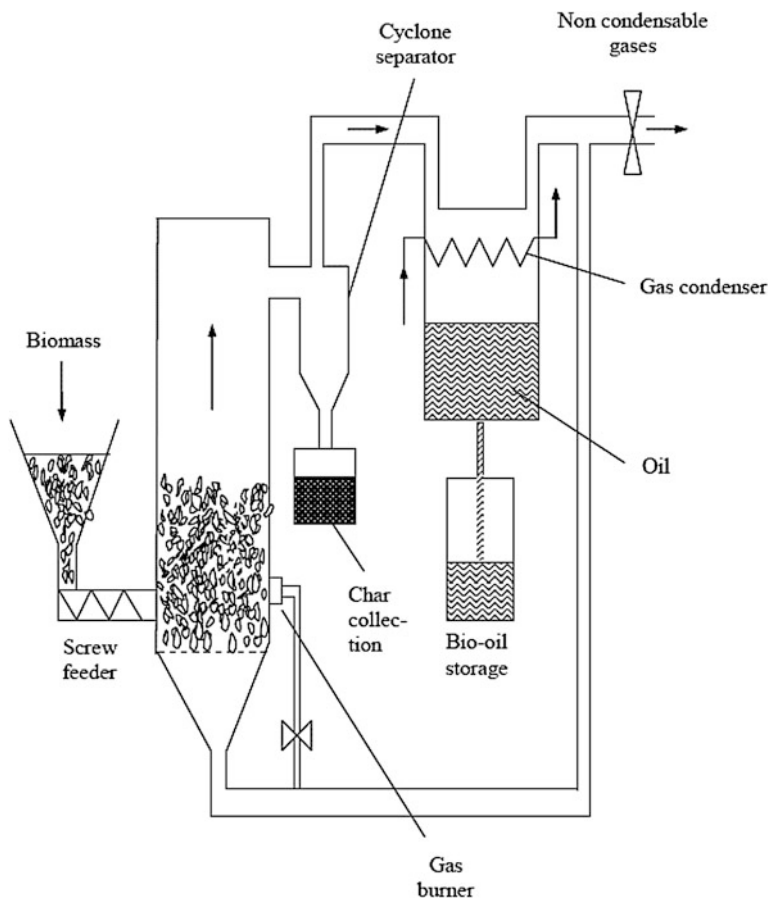 Non condensable
gases
Cyclone
separator
Gas condenser
Biomass
Oil
Char
collec-
tion
Screw
feeder
Bio-oil
storage
Gas
burner